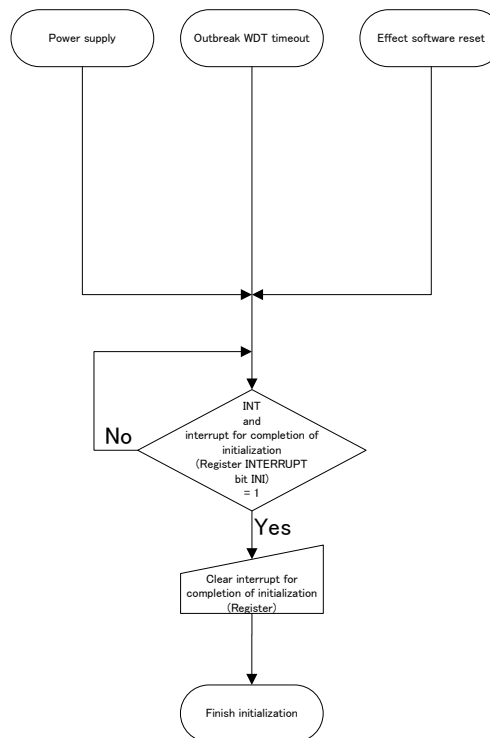 Power supply
Outbreak WDT timeout
Effect software reset
INT
and
interrupt for completion of
initialization
(Register INTERRUPT
bit INI)
= 1
No
Yes
Clear interrupt for
completion of initialization
(Register)
Finish initialization